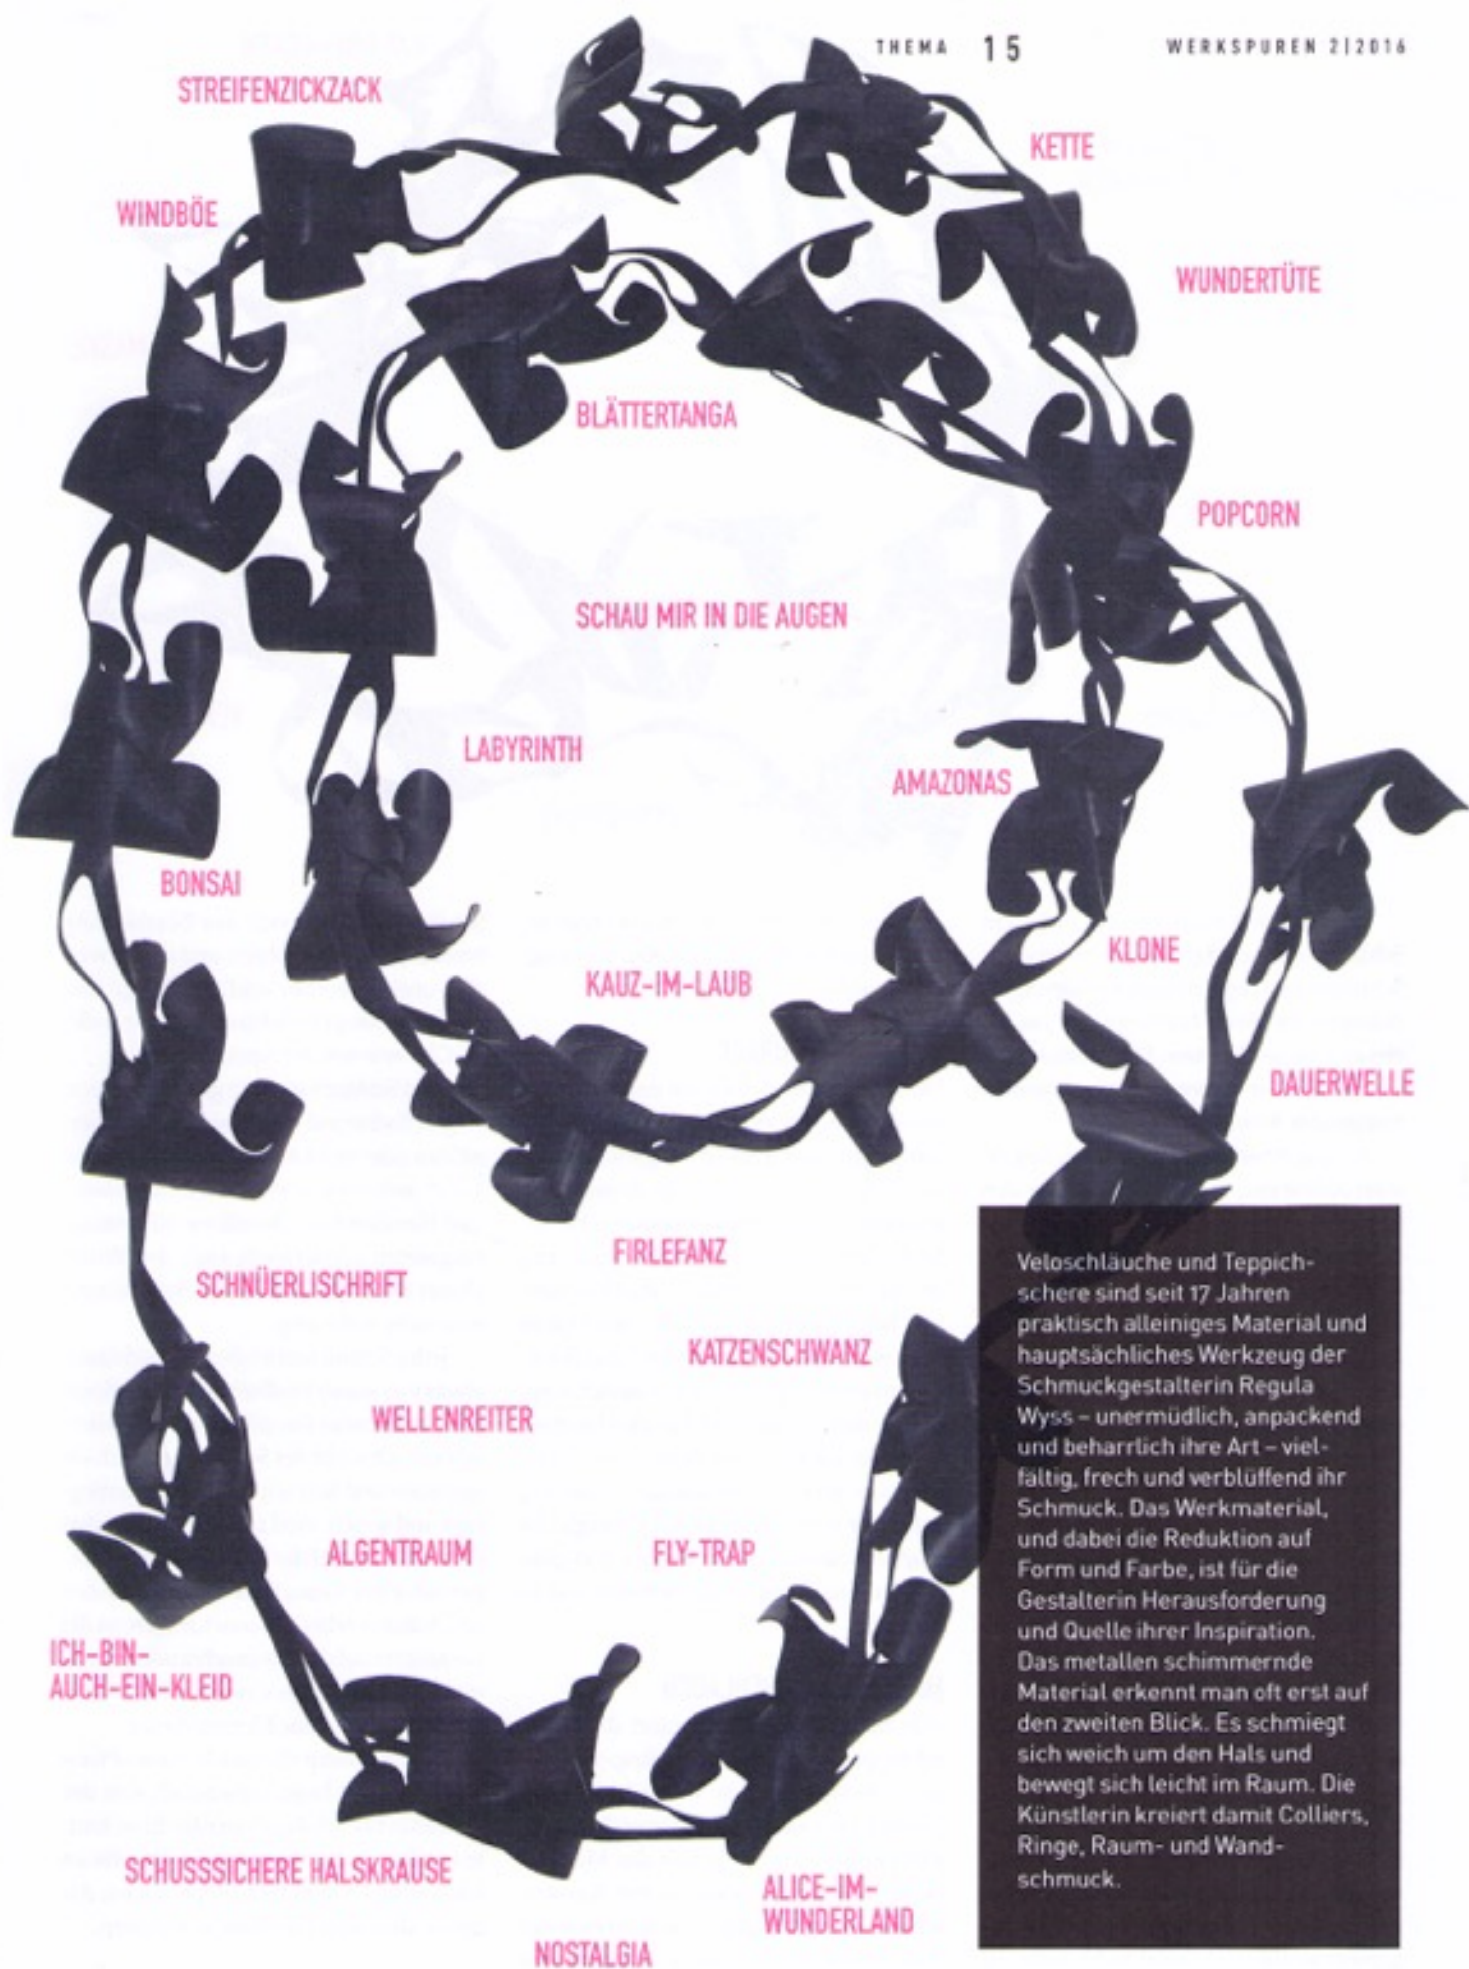 THEMA 15 WERKSPUREN 2|2016
STREIFENZICKZACK
KETTE
WINDBÖE
WUNDERTÜTE
BLÄTTERTANGA
POPCORN
SCHAU MIR IN DIE AUGEN
LABYRINTH
AMAZONAS
BONSAI
KLONE
KAUZ-IM-LAUB
DAUERWELLE
FIRLEFANZ
SCHNÜERLISCHRIFT
KATZENSCHWANZ
WELLENREITER
ALGENTRAUM
FLY-TRAP
ICH-BIN-
AUCH-EIN-KLEID
SCHUSSSICHERE HALSKRAUSE
ALICE-IM-
WUNDERLAND
NOSTALGIA
Veloschläuche und Teppich-
schere sind seit 17 Jahren
praktisch alleiniges Material und
hauptsächliches Werkzeug der
Schmuckgestalterin Regula
Wyss – unermüdlich, anpackend
und beharrlich ihre Art – viel-
fältig, frech und verblüffend ihr
Schmuck. Das Werkmaterial,
und dabei die Reduktion auf
Form und Farbe, ist für die
Gestalterin Herausforderung
und Quelle ihrer Inspiration.
Das metallen schimmernde
Material erkennt man oft erst auf
den zweiten Blick. Es schmiegt
sich weich um den Hals und
bewegt sich leicht im Raum. Die
Künstlerin kreiert damit Colliers,
Ringe, Raum- und Wand-
schmuck.